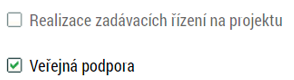 Realizace zadávacích řízení na projektu
Veřejná podpora